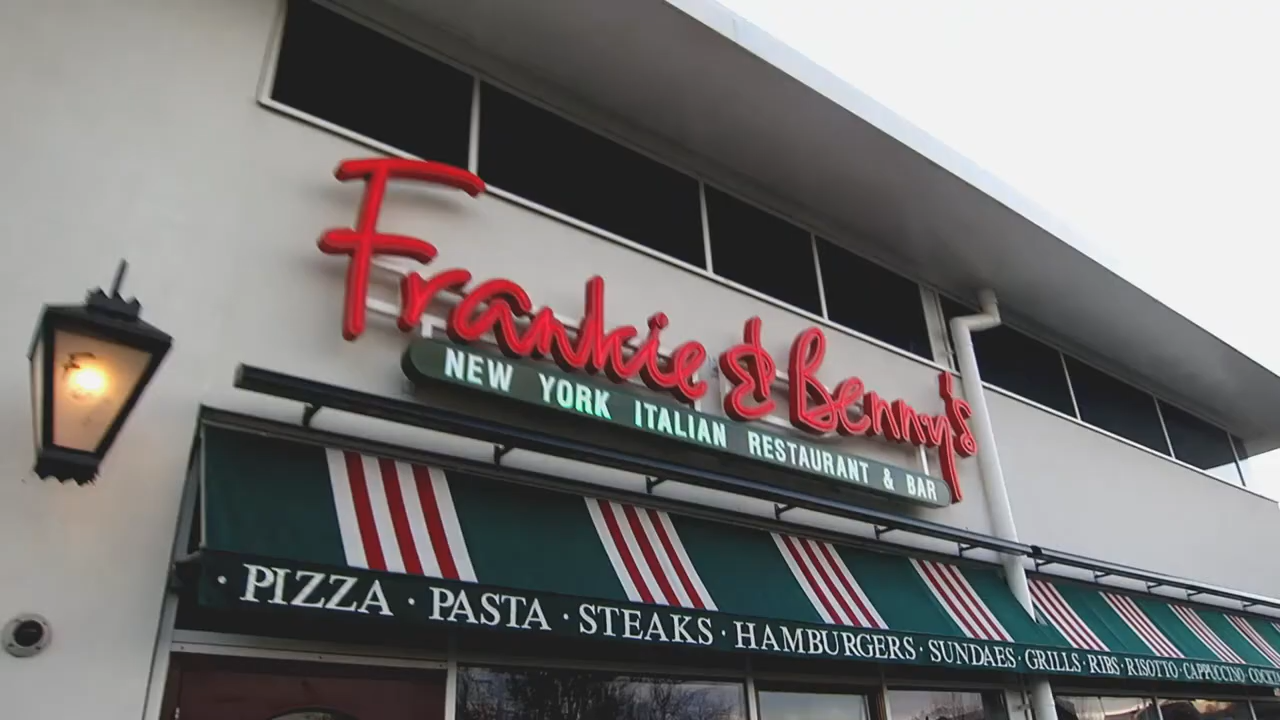 Frankie & Benny's
NEW YORK ITALIAN RESTAURANT & BAR
· PIZZA · PASTA · STEAKS · HAMBURGERS · SUNDAES · GRILLS · RIBS · RISOTTO · CAPPUCCINO